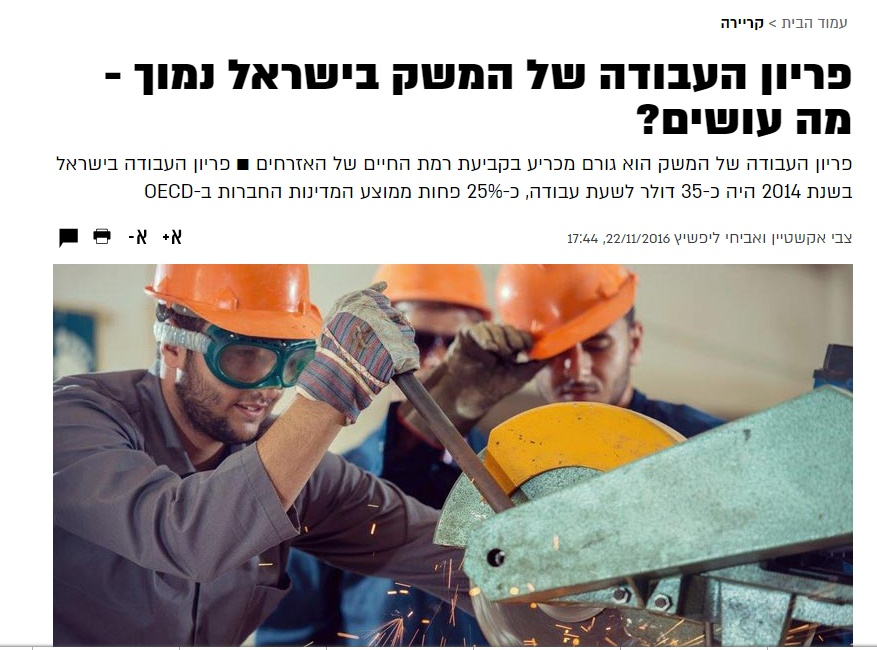 עמוד הבית > קריירה
פריון העבודה של המשק בישראל נמוך -
מה עושים?
פריון העבודה של המשק הוא גורם מכריע בקביעת רמת החיים של האזרחים ■ פריון העבודה בישראל
בשנת 2014 היה כ-35 דולר לשעת עבודה, כ-25% פחות ממוצע המדינות החברות ב-OECD
צבי אקשטיין ואביחי ליפשיץ 22/11/2016, 17:44
א+ א-